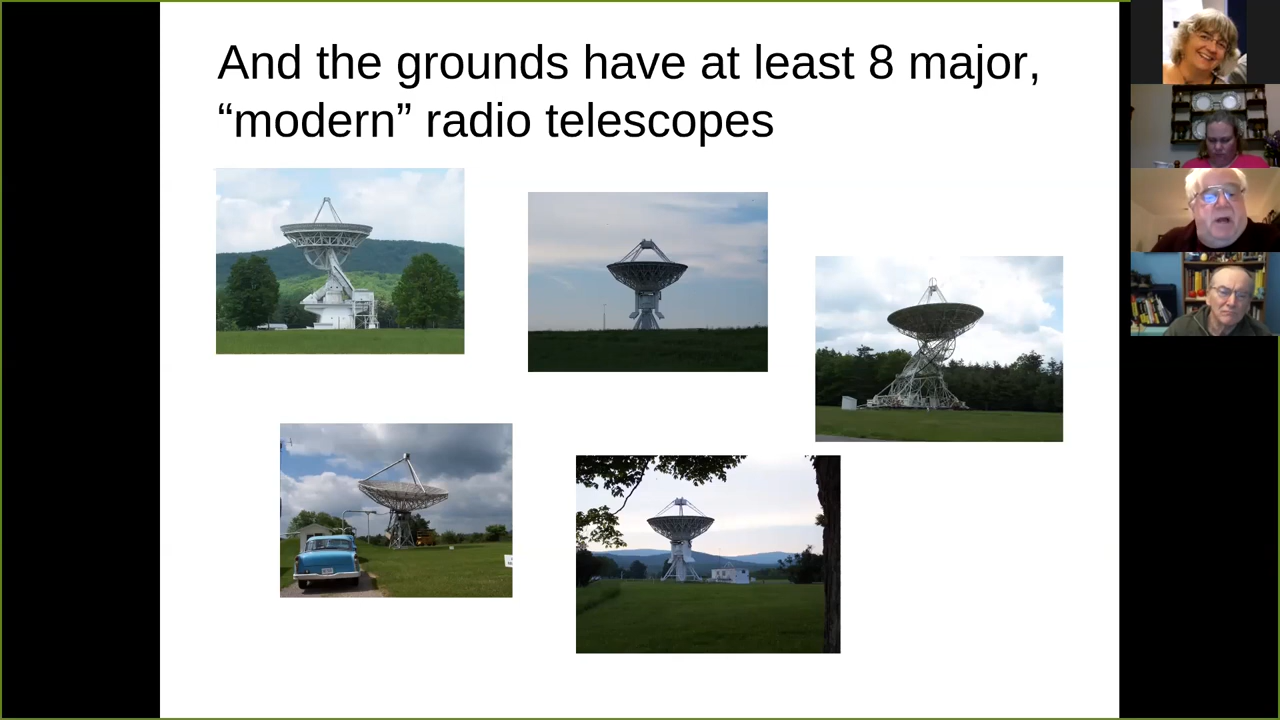 And the grounds have at least 8 major,
“modern” radio telescopes